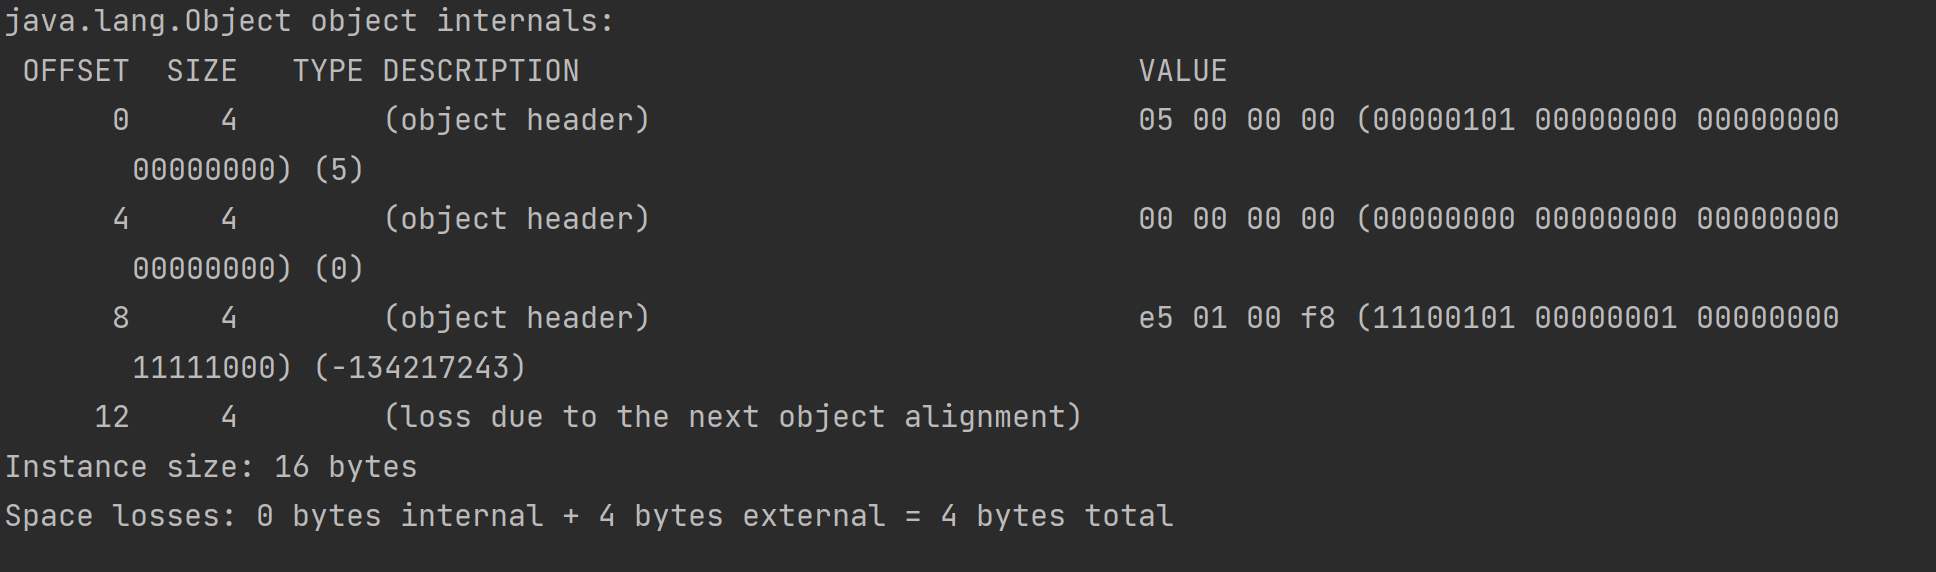 java.lang.Object object internals:
 OFFSET  SIZE   TYPE DESCRIPTION                               VALUE
      0     4        (object header)                           05 00 00 00 (00000101 00000000 00000000
       00000000) (5)
      4     4        (object header)                           00 00 00 00 (00000000 00000000 00000000
       00000000) (0)
      8     4        (object header)                           e5 01 00 f8 (11100101 00000001 00000000
       11111000) (-134217243)
     12     4        (loss due to the next object alignment)
Instance size: 16 bytes
Space losses: 0 bytes internal + 4 bytes external = 4 bytes total